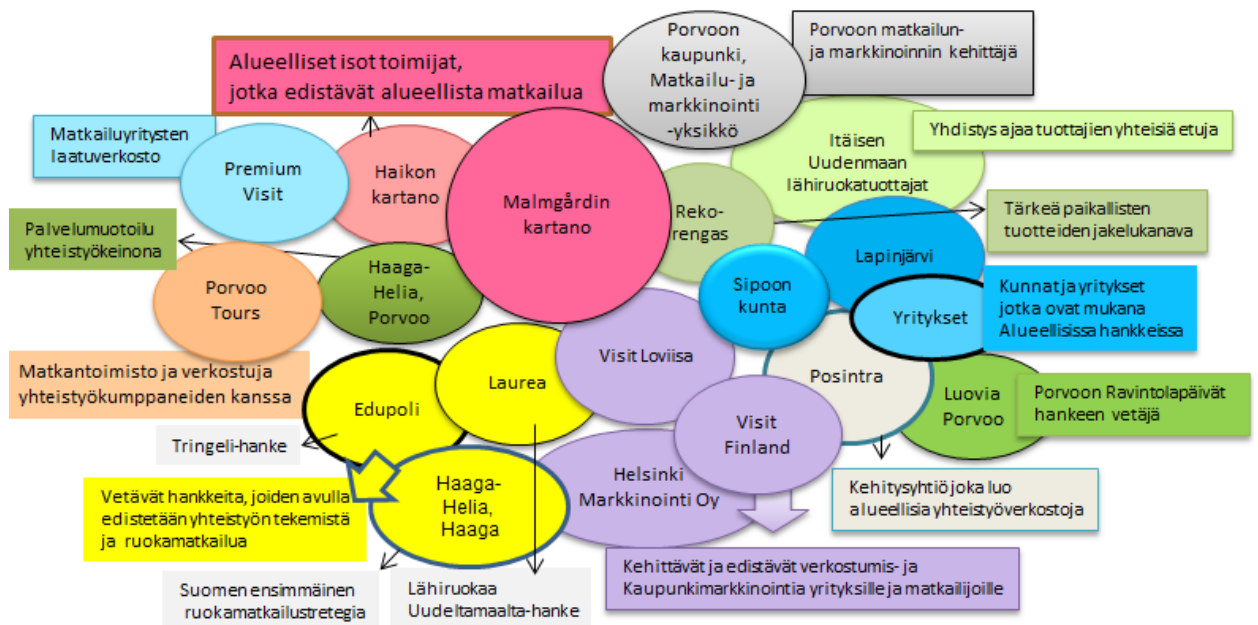 Porvoon
kaupunki,
Matkailu- ja
markkinointi
-yksikkö
Porvoon matkailun-
ja markkinoinnin kehittäjä
Alueelliset isot toimijat,
jotka edistävät alueellista matkailua
Matkailuyritysten
laatuverkosto
Premium
Visit
Haikon
kartano
Malmgårdin
kartano
Itäisen
Uudenmaan
lähiruokatuottajat
Yhdistys ajaa tuottajien yhteisiä etuja
Reko-
rengas
Tärkeä paikallisten
tuotteiden jakelukanava
Palvelumuotoilu
yhteistyökeinona
Haaga-
Helia,
Porvoo
Porvoo
Tours
Sipoon
kunta
Lapinjärvi
Yritykset
Kunnat ja yritykset
jotka ovat mukana
Alueellisissa hankkeissa
Matkantoimisto ja verkostuja
yhteistyökumppaneiden kanssa
Edupoli
Laurea
Visit Loviisa
Posintra
Luovia
Porvoo
Porvoon Ravintolapäivät
hankeen vetäjä
Visit
Finland
Tringeli-hanke
Haaga-
Helia,
Haaga
Helsinki
Markkinointi Oy
Kehitysyhtiö joka luo
alueellisia yhteistyöverkostoja
Vetävät hankkeita, joiden avulla
edistetään yhteistyön tekemistä
ja ruokamatkailua
Suomen ensimmäinen
ruokamatkailustretegia
Lähiruokaa
Uudeltamaalta-hanke
Kehittävät ja edistävät verkostumis- ja
Kaupunkimarkkinointia yrityksille ja matkailijoille